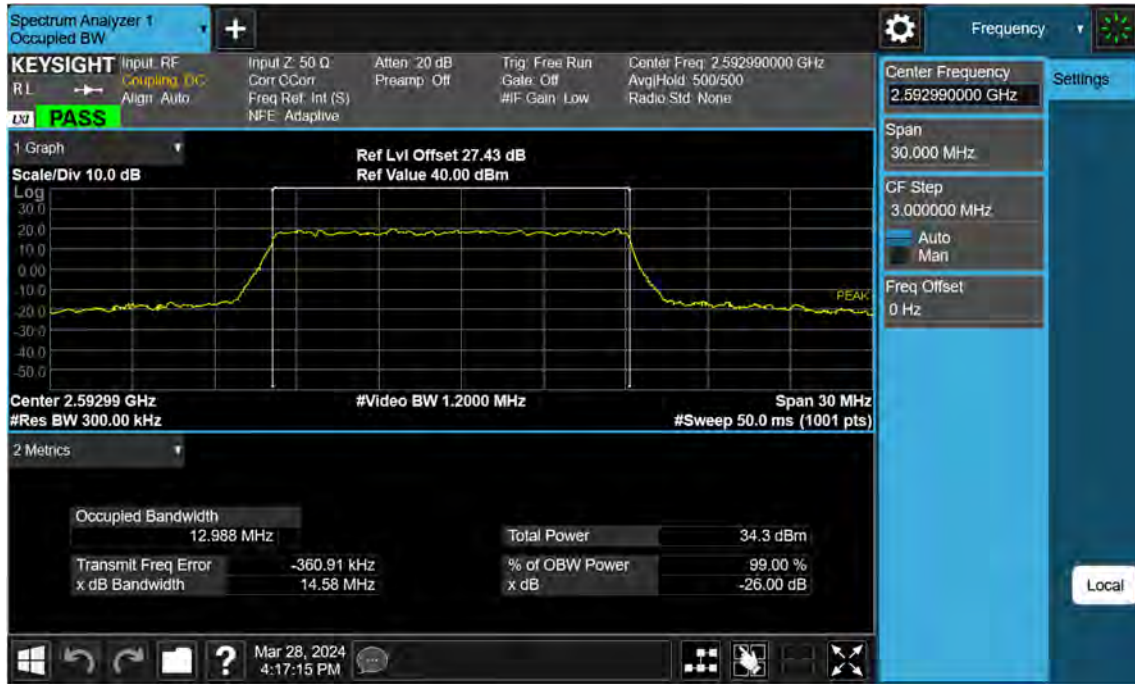 Spectrum Analyzer 1
Occupied BW
+
Frequency
KEYSIGHT
RL
LXI PASS
Input: RF
Coupling: DC
Align: Auto
Input Z: 50 Ω
Corr CCorr
Freq Ref: Int (S)
NFE: Adaptive
Atten: 20 dB
Preamp: Off
Trig: Free Run
Gate: Off
#IF Gain: Low
Center Freq: 2.592990000 GHz
Avg|Hold: 500/500
Radio Std: None
Center Frequency
2.592990000 GHz
Settings
Span
30.000 MHz
CF Step
3.000000 MHz
Auto
Man
Freq Offset
0 Hz
Local
1 Graph
Scale/Div 10.0 dB
Ref Lvl Offset 27.43 dB
Ref Value 40.00 dBm
Log
30.0
20.0
10.0
0.00
-10.0
-20.0
-30.0
-40.0
-50.0
PEAK
Center 2.59299 GHz
#Video BW 1.2000 MHz
Span 30 MHz
#Res BW 300.00 kHz
#Sweep 50.0 ms (1001 pts)
2 Metrics
Occupied Bandwidth
12.988 MHz
Total Power 34.3 dBm
Transmit Freq Error -360.91 kHz
% of OBW Power 99.00 %
x dB Bandwidth 14.58 MHz
x dB -26.00 dB
?
Mar 28, 2024
4:17:15 PM